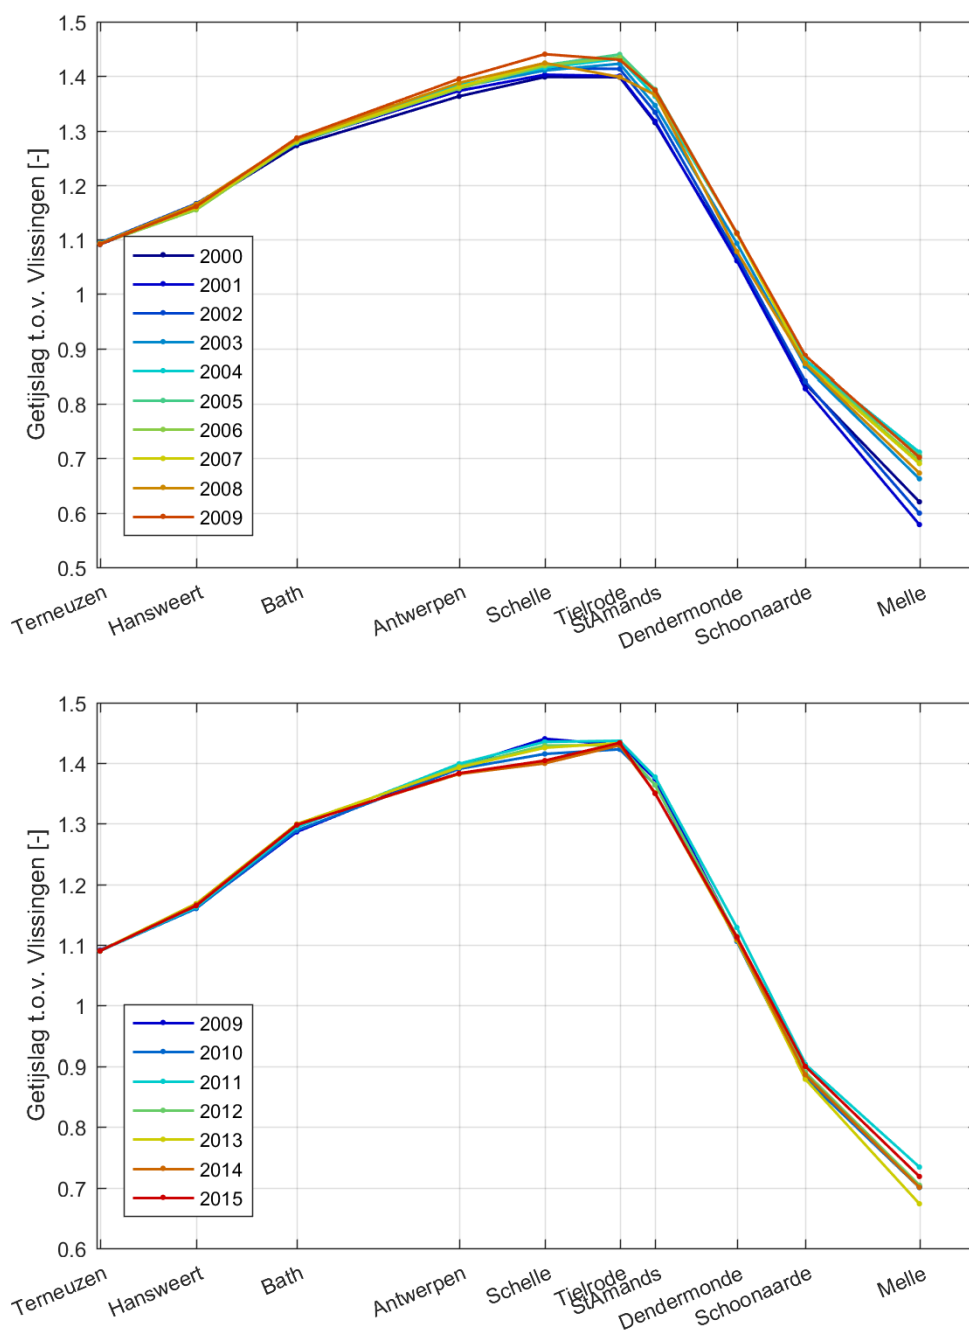 Getijslag t.o.v. Vlissingen [-]
1.5
1.4
1.3
1.2
1.1
1
0.9
0.8
0.7
0.6
0.5
2000
2001
2002
2003
2004
2005
2006
2007
2008
2009
Terneuzen
Hansweert
Bath
Antwerpen
Schelle
Tielrode
StAmands
Dendermonde
Schoonaarde
Melle
Getijslag t.o.v. Vlissingen [-]
1.5
1.4
1.3
1.2
1.1
1
0.9
0.8
0.7
0.6
2009
2010
2011
2012
2013
2014
2015
Terneuzen
Hansweert
Bath
Antwerpen
Schelle
Tielrode
StAmands
Dendermonde
Schoonaarde
Melle